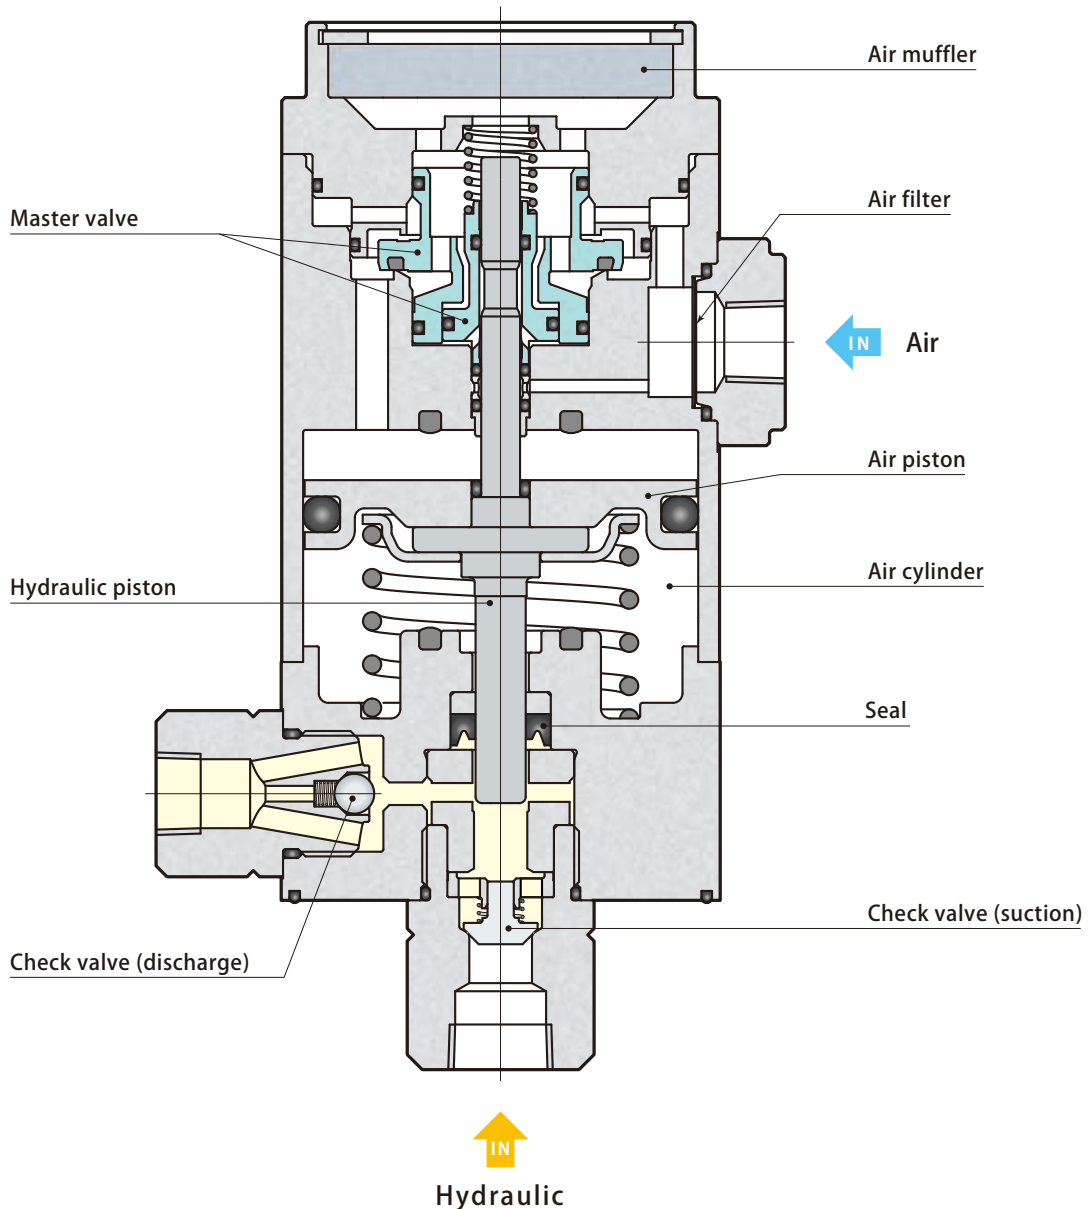 Air muffler
Air filter
Master valve
IN Air
Air piston
Air cylinder
Hydraulic piston
Seal
Check valve (suction)
Check valve (discharge)
IN
Hydraulic